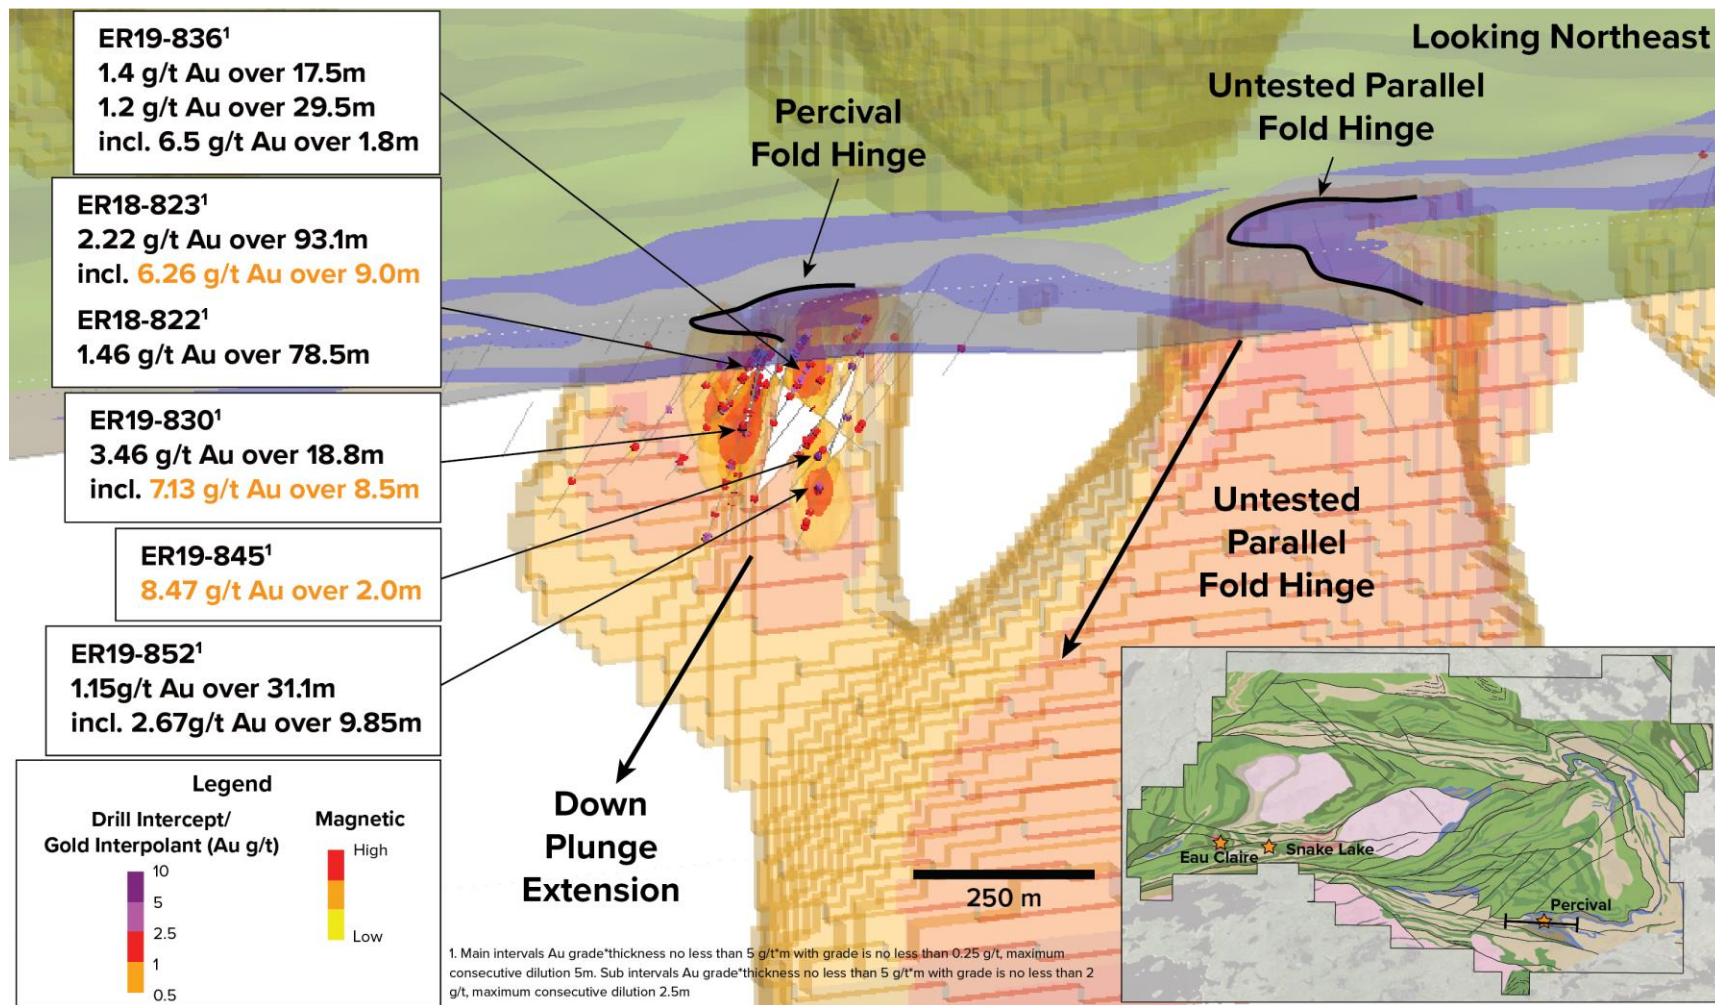 Looking Northeast
ER19-836¹
1.4 g/t Au over 17.5m
1.2 g/t Au over 29.5m
incl. 6.5 g/t Au over 1.8m
ER18-823¹
2.22 g/t Au over 93.1m
incl. 6.26 g/t Au over 9.0m
ER18-822¹
1.46 g/t Au over 78.5m
ER19-830¹
3.46 g/t Au over 18.8m
incl. 7.13 g/t Au over 8.5m
ER19-845¹
8.47 g/t Au over 2.0m
ER19-852¹
1.15g/t Au over 31.1m
incl. 2.67g/t Au over 9.85m
Percival
Fold Hinge
Untested Parallel
Fold Hinge
Untested
Parallel
Fold Hinge
Down
Plunge
Extension
250 m
Legend
Drill Intercept/
Gold Interpolant (Au g/t)
10
5
2.5
1
0.5
Magnetic
High
Low
Eau Claire
Snake Lake
Percival
1. Main intervals Au grade*thickness no less than 5 g/t*m with grade is no less than 0.25 g/t, maximum
consecutive dilution 5m. Sub intervals Au grade*thickness no less than 5 g/t*m with grade is no less than 2
g/t, maximum consecutive dilution 2.5m